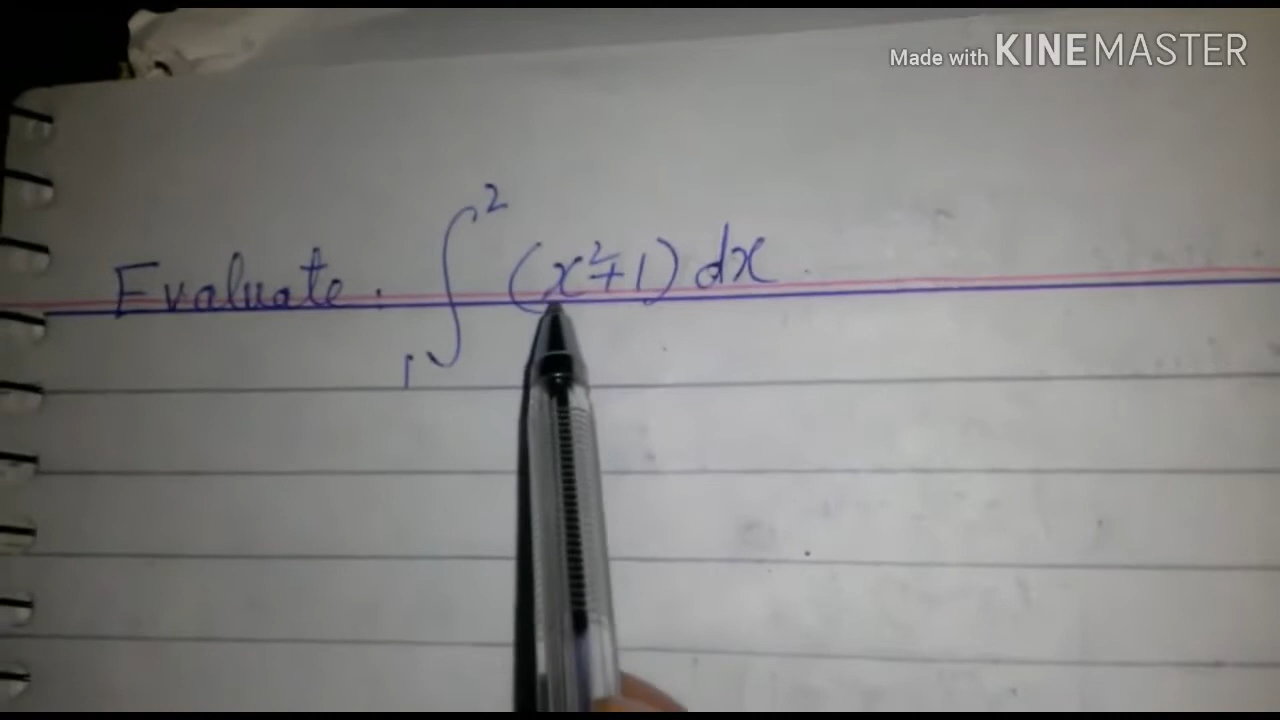 Made with KINEMASTER
Evaluate. ∫₁² (x²+1) dx